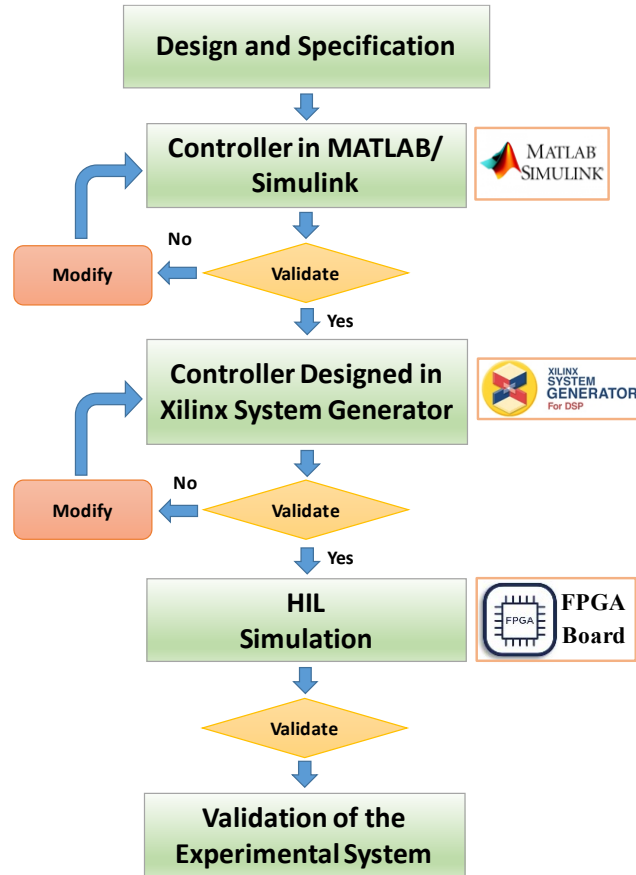 Design and Specification
Controller in MATLAB/
Simulink
MATLAB
SIMULINK
No
Modify
Validate
Yes
Controller Designed in
Xilinx System Generator
XILINX
SYSTEM
GENERATOR
For DSP
No
Modify
Validate
Yes
HIL
Simulation
FPGA
FPGA
Board
Validate
Validation of the
Experimental System